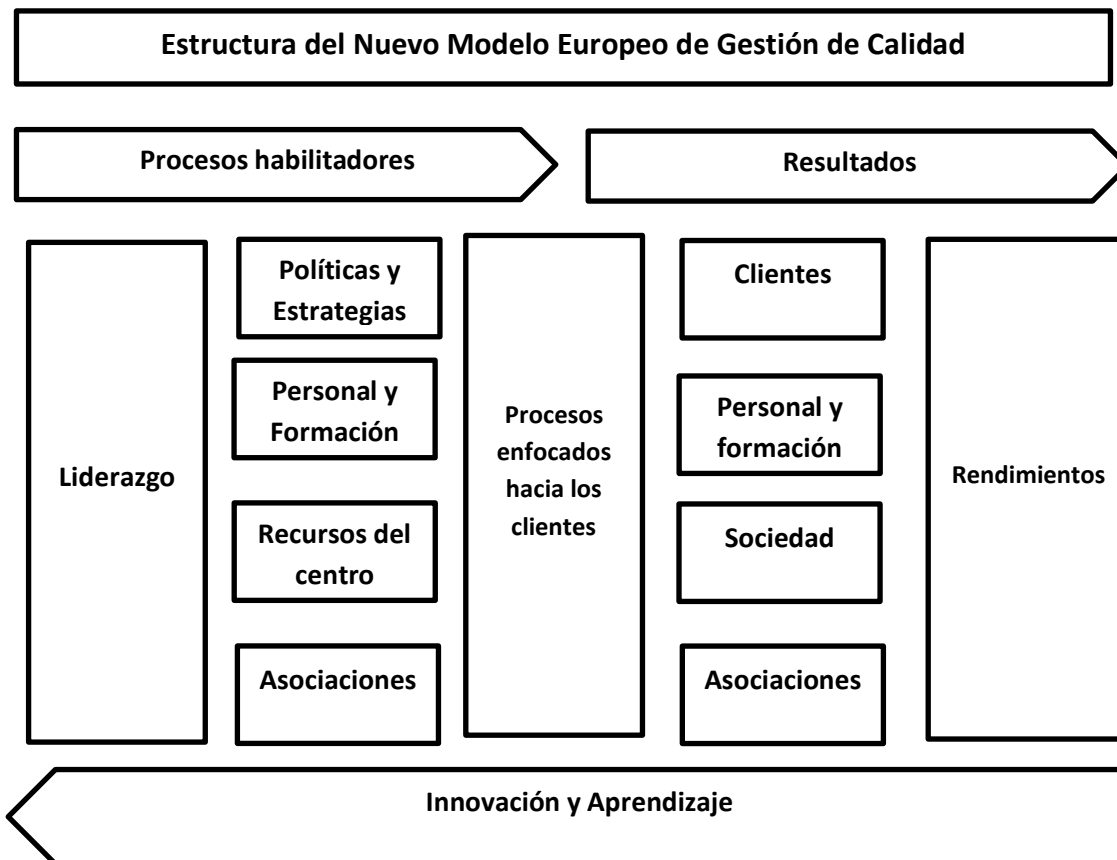 Estructura del Nuevo Modelo Europeo de Gestión de Calidad
Procesos habilitadores
Resultados
Liderazgo
Políticas y
Estrategias
Personal y
Formación
Recursos del
centro
Asociaciones
Procesos
enfocados
hacia los
clientes
Clientes
Personal y
formación
Sociedad
Asociaciones
Rendimientos
Innovación y Aprendizaje